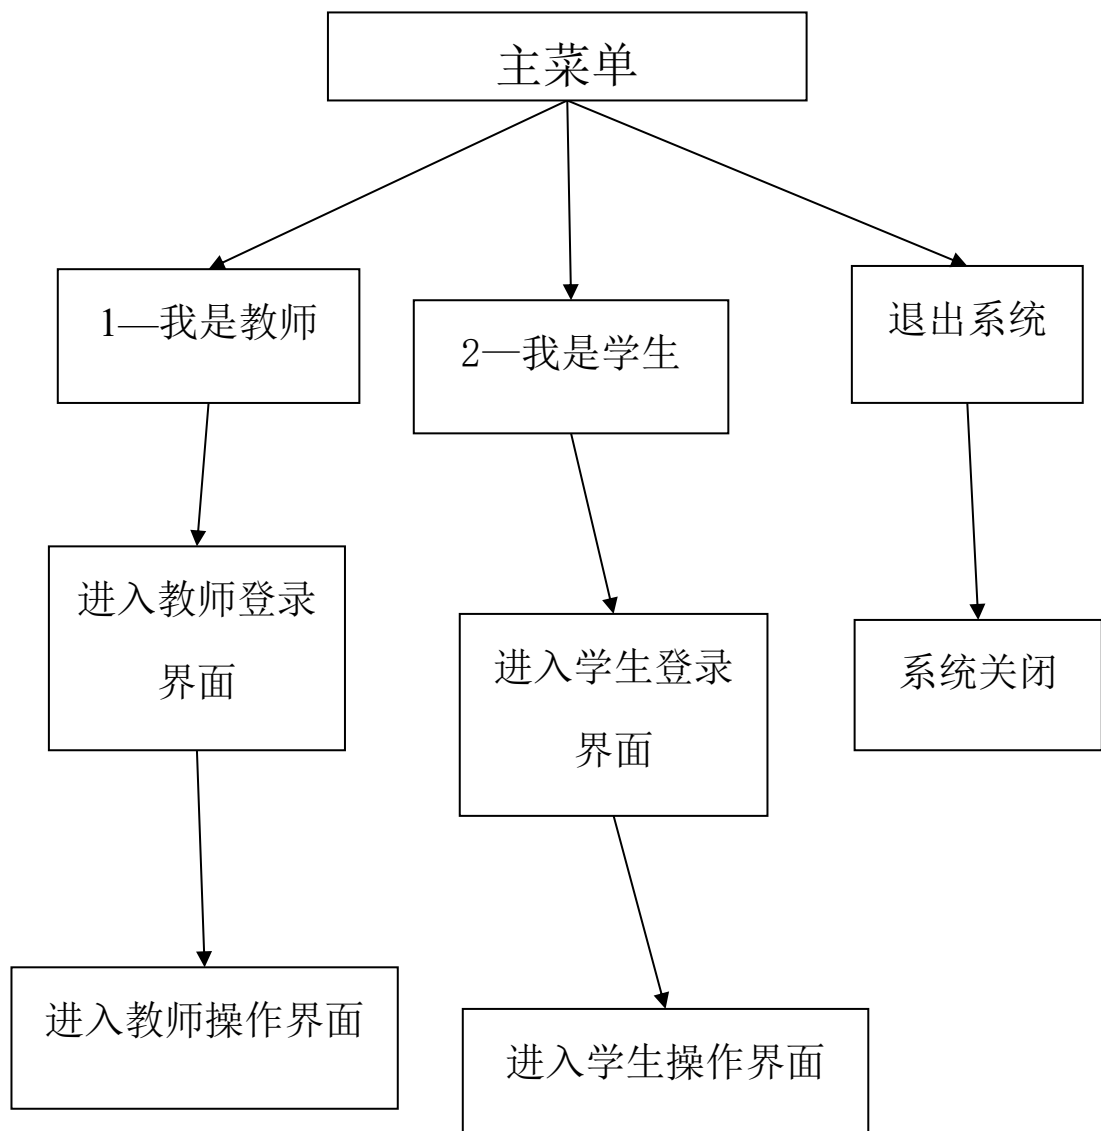 主菜单
1—我是教师
2—我是学生
退出系统
进入教师登录
界面
进入学生登录
界面
系统关闭
进入教师操作界面
进入学生操作界面